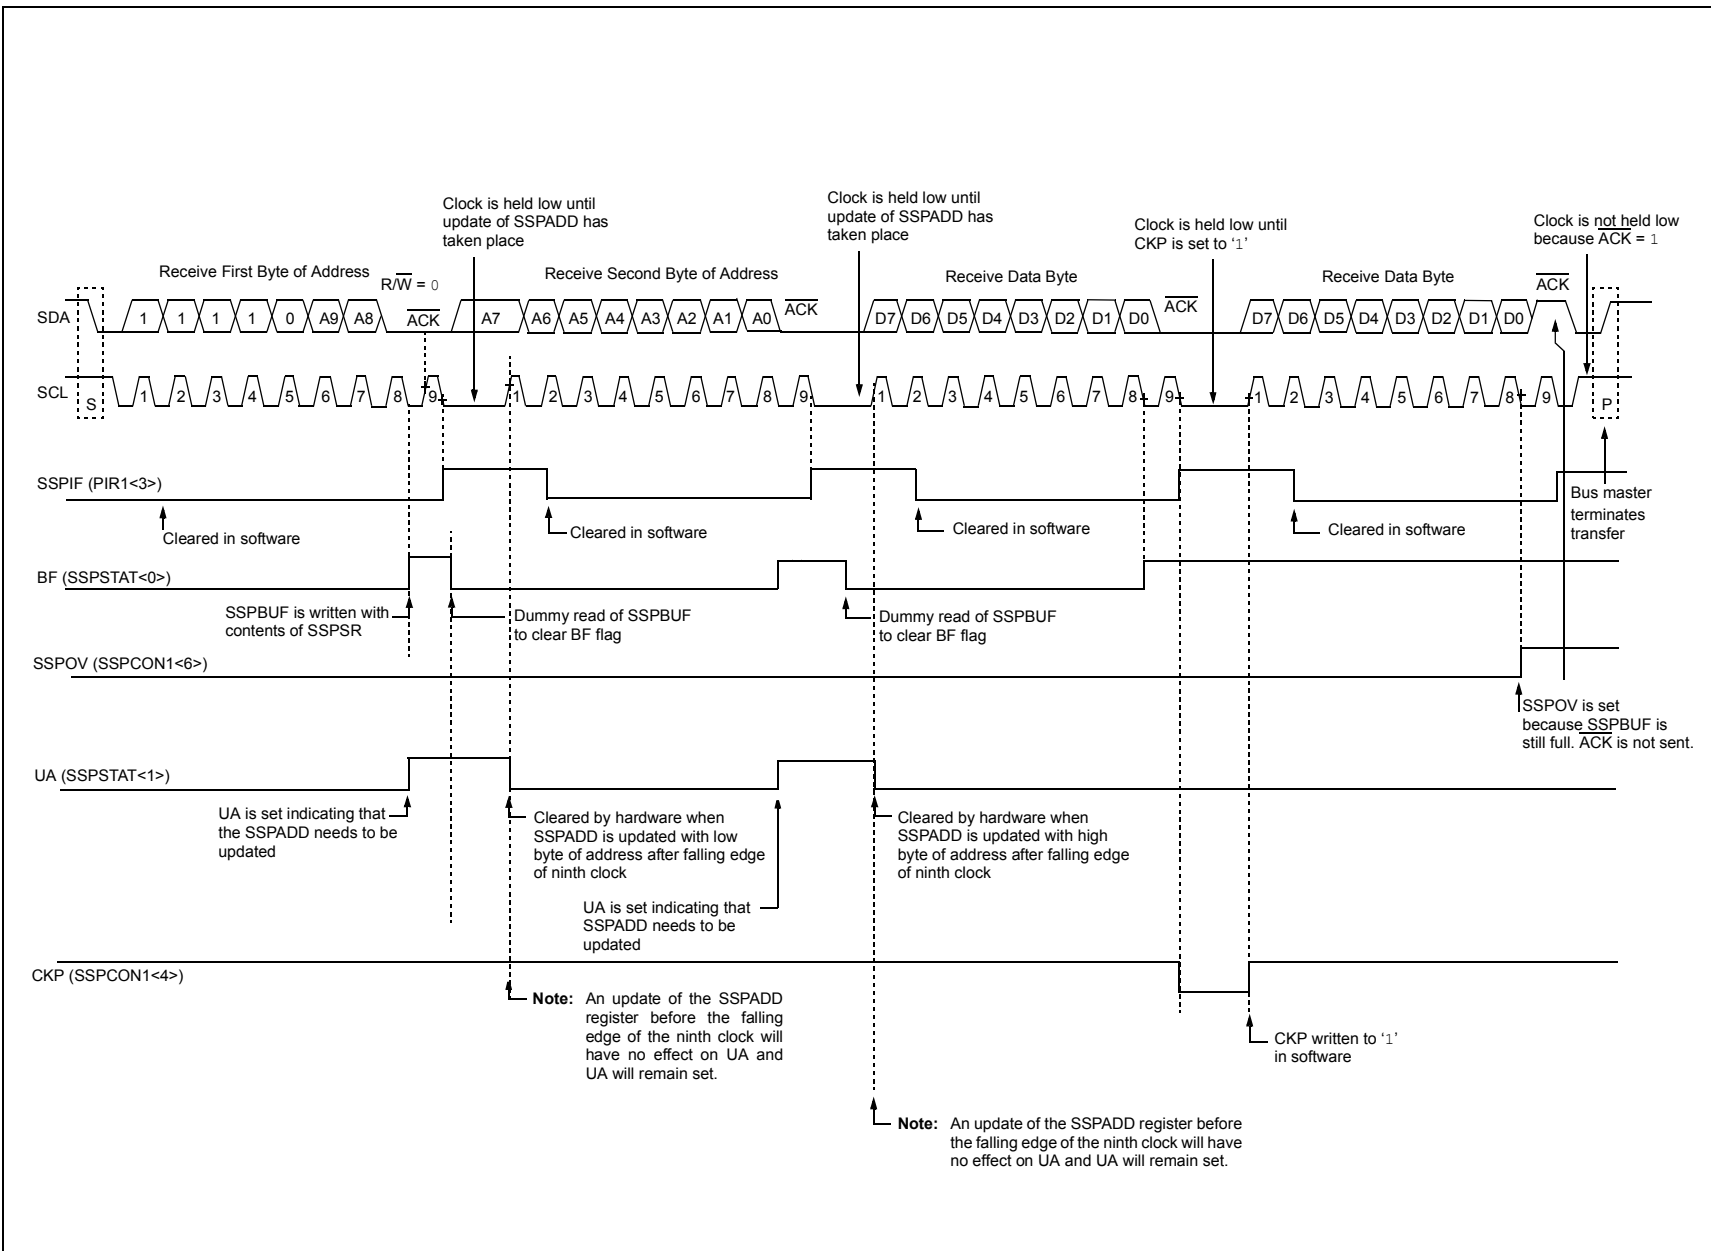 Clock is held low until
update of SSPADD has
taken place
Clock is held low until
update of SSPADD has
taken place
Clock is held low until
CKP is set to ‘1’
Clock is not held low
because ACK = 1
Receive First Byte of Address
R/W = 0
Receive Second Byte of Address
Receive Data Byte
Receive Data Byte
SDA
1 1 1 1 0 A9 A8 ACK
A7 A6 A5 A4 A3 A2 A1 A0 ACK
D7 D6 D5 D4 D3 D2 D1 D0 ACK
D7 D6 D5 D4 D3 D2 D1 D0 ACK
SCL
S 1 2 3 4 5 6 7 8 9
1 2 3 4 5 6 7 8 9
1 2 3 4 5 6 7 8 9
1 2 3 4 5 6 7 8 9 P
SSPIF (PIR1<3>)
Cleared in software
Cleared in software
Cleared in software
Cleared in software
Bus master
terminates
transfer
BF (SSPSTAT<0>)
SSPBUF is written with
contents of SSPSR
Dummy read of SSPBUF
to clear BF flag
Dummy read of SSPBUF
to clear BF flag
SSPOV (SSPCON1<6>)
SSPOV is set
because SSPBUF is
still full. ACK is not sent.
UA (SSPSTAT<1>)
UA is set indicating that
the SSPADD needs to be
updated
Cleared by hardware when
SSPADD is updated with low
byte of address after falling edge
of ninth clock
Cleared by hardware when
SSPADD is updated with high
byte of address after falling edge
of ninth clock
UA is set indicating that
SSPADD needs to be
updated
CKP (SSPCON1<4>)
Note: An update of the SSPADD
register before the falling
edge of the ninth clock will
have no effect on UA and
UA will remain set.
CKP written to ‘1’
in software
Note: An update of the SSPADD register before
the falling edge of the ninth clock will have
no effect on UA and UA will remain set.